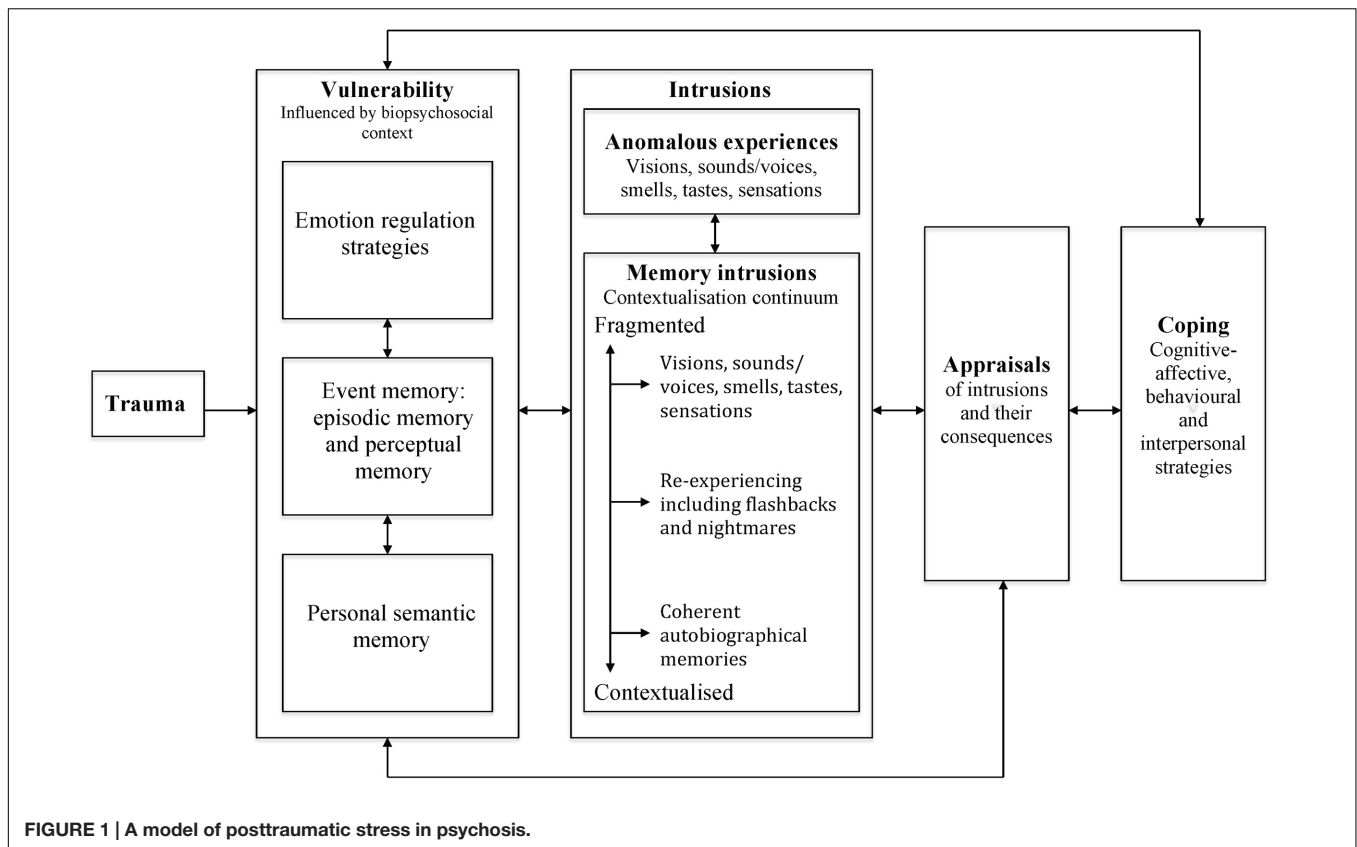 Vulnerability
Influenced by biopsychosocial
context
Emotion regulation
strategies
Event memory:
episodic memory
and perceptual
memory
Personal semantic
memory
Trauma
Intrusions
Anomalous experiences
Visions, sounds/voices,
smells, tastes, sensations
Memory intrusions
Contextualisation continuum
Fragmented
Visions, sounds/
voices, smells, tastes,
sensations
Re-experiencing
including flashbacks
and nightmares
Coherent
autobiographical
memories
Contextualised
Appraisals
of intrusions
and their
consequences
Coping
Cognitive-
affective,
behavioural
and
interpersonal
strategies
FIGURE 1 | A model of posttraumatic stress in psychosis.